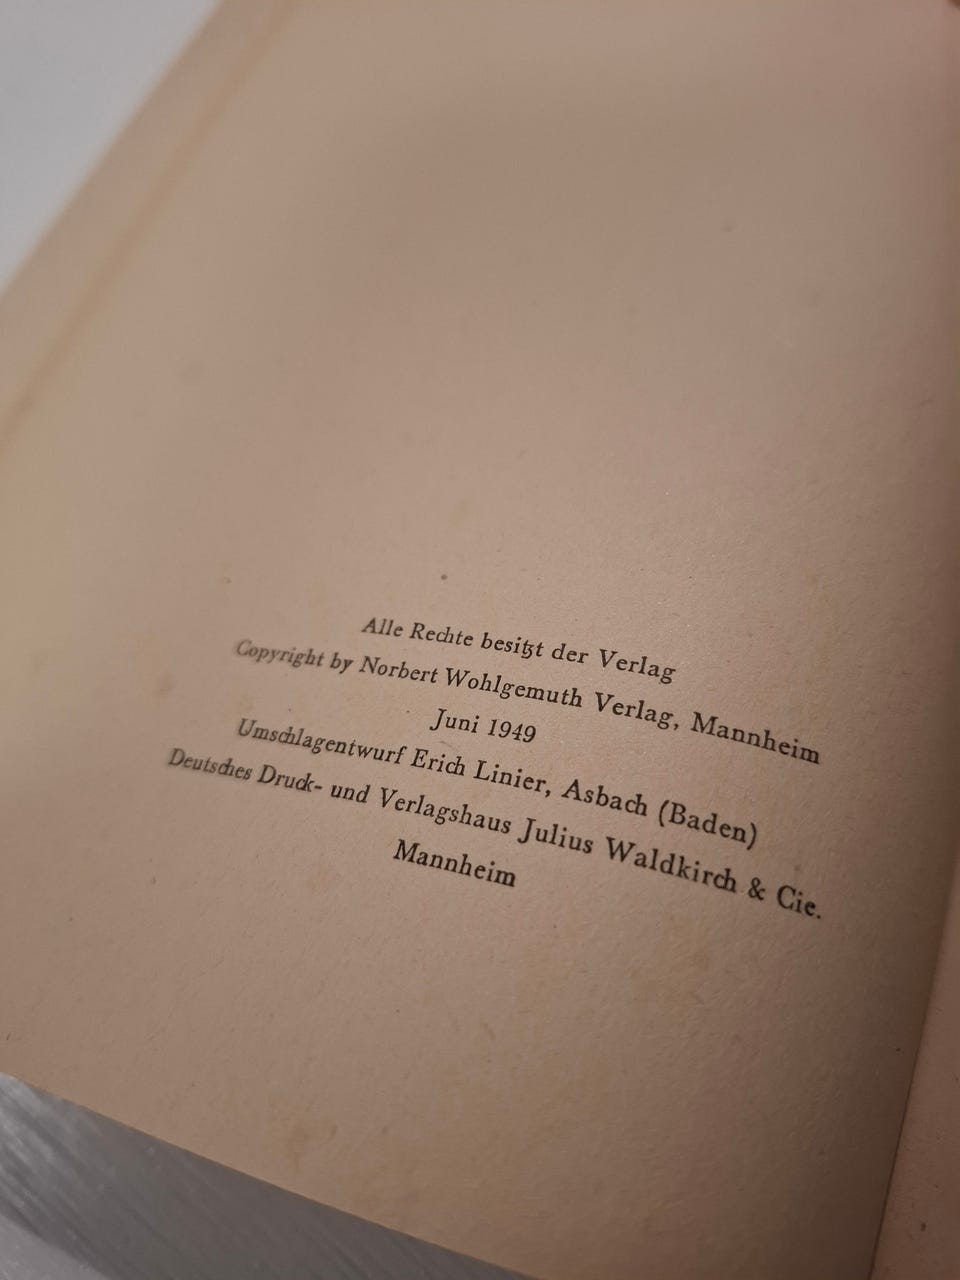 Alle Rechte besitzt der Verlag
Copyright by Norbert Wohlgemuth Verlag, Mannheim
Juni 1949
Umschlagentwurf Erich Linier, Asbach (Baden)
Deutsches Druck- und Verlagshaus Julius Waldkirch & Cie.
Mannheim